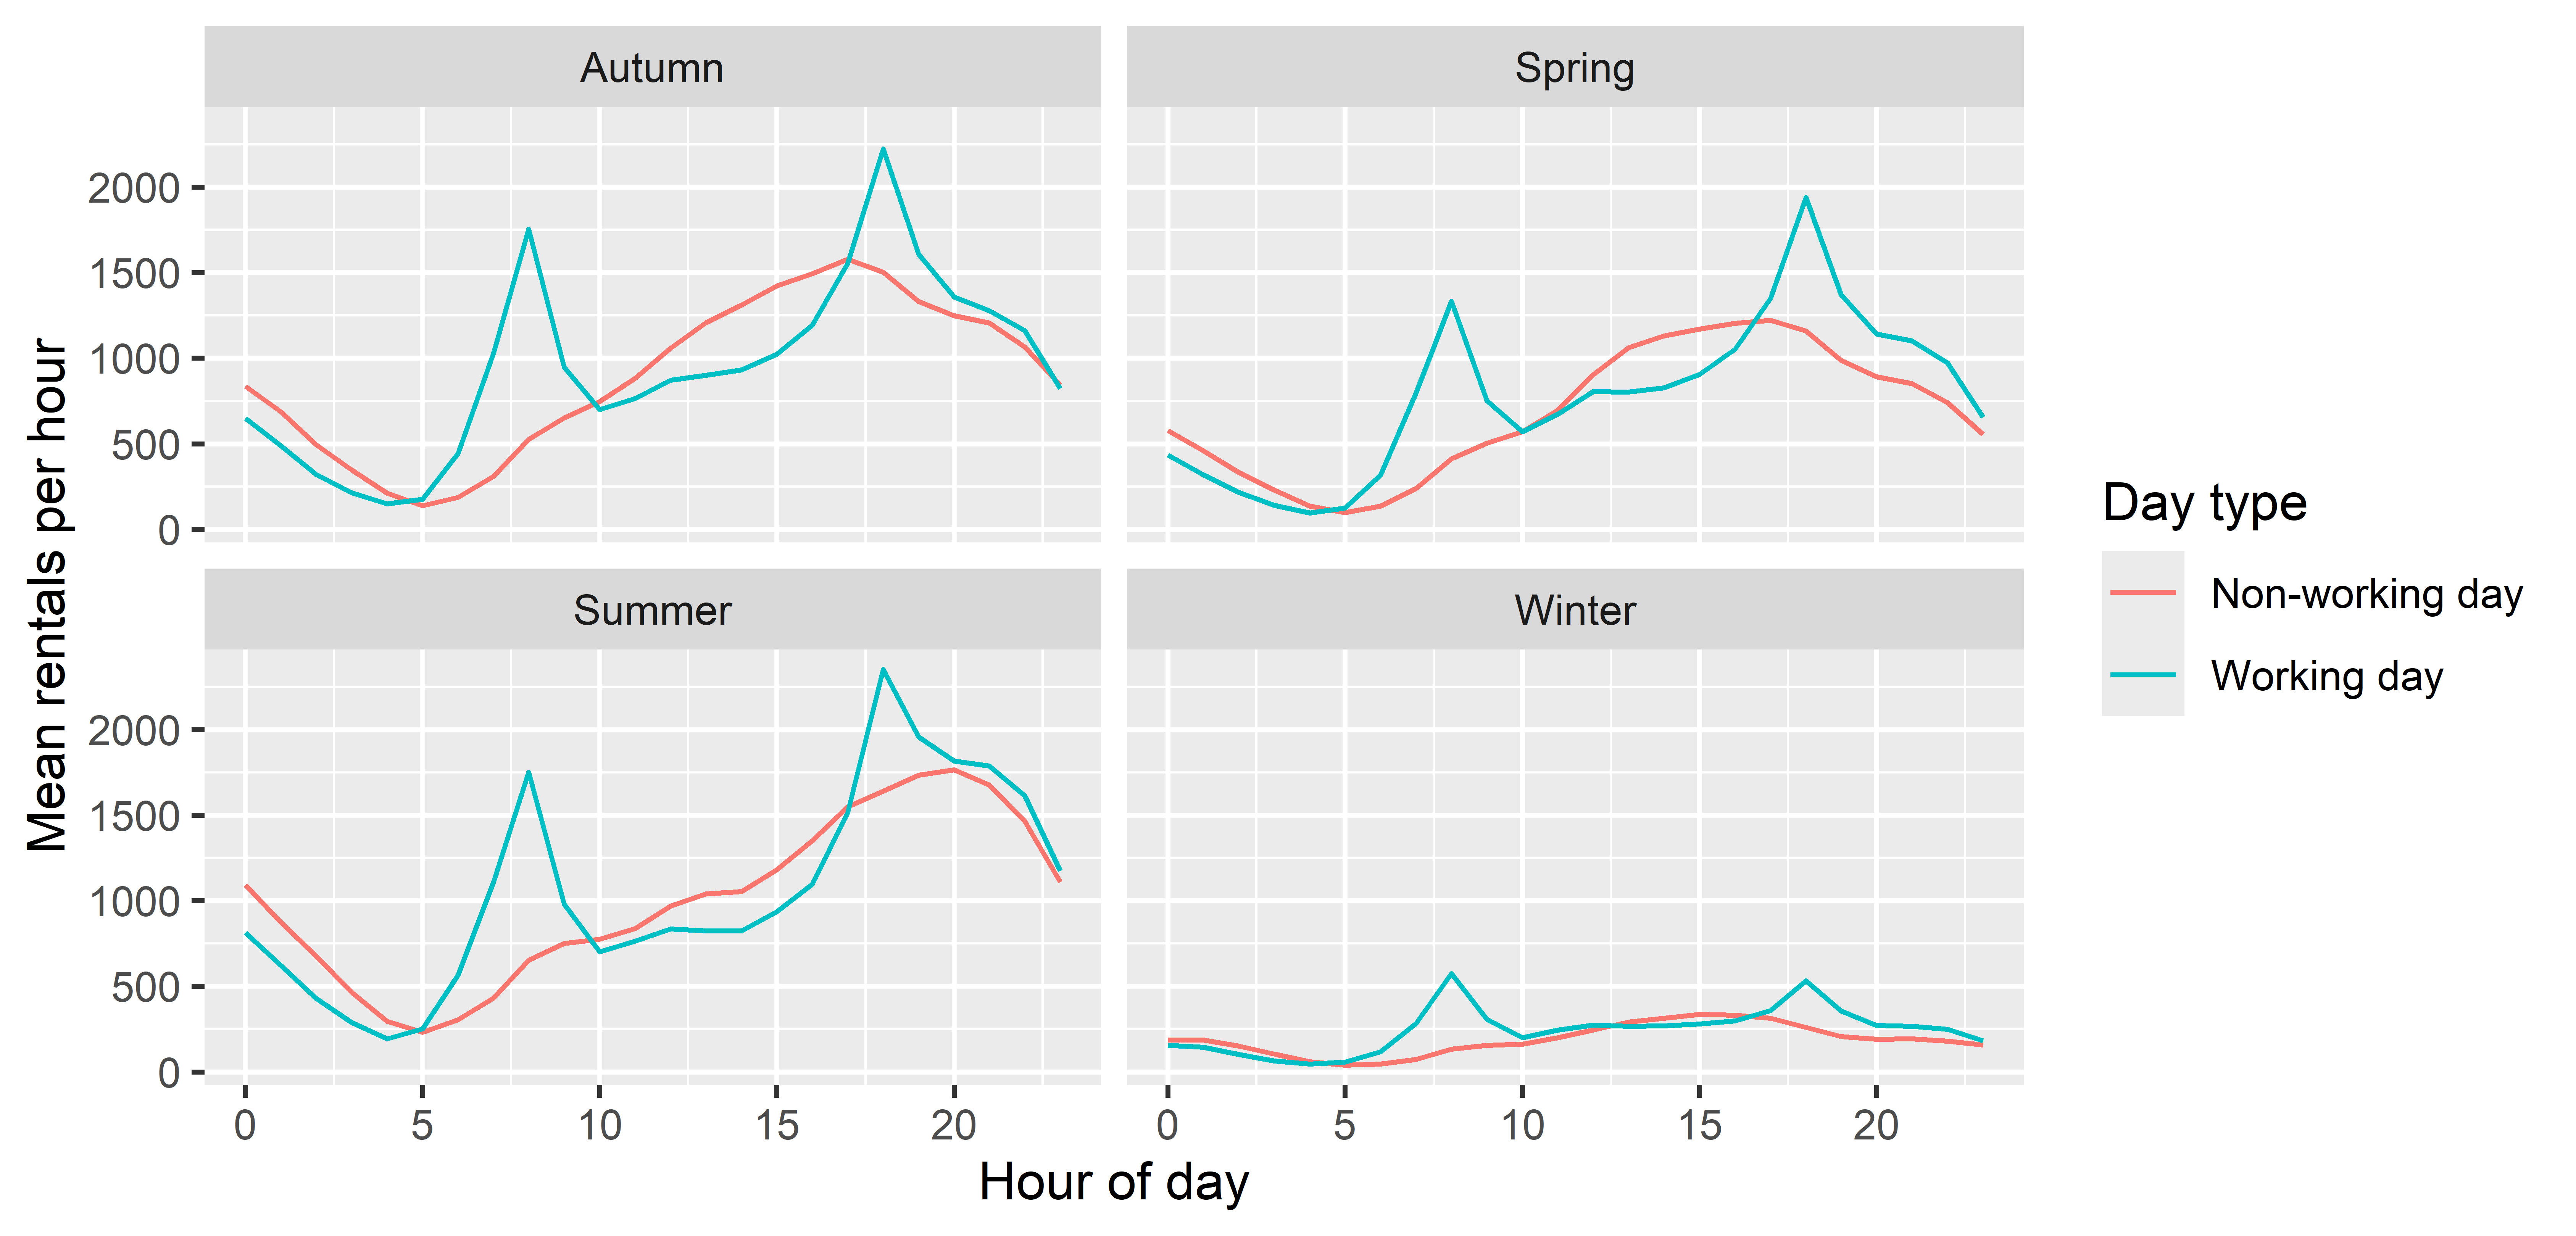 Autumn
Spring
2000
1500
1000
500
0
Summer
Winter
2000
1500
1000
500
0
0 5 10 15 20
0 5 10 15 20
Hour of day
Mean rentals per hour
Day type
Non-working day
Working day